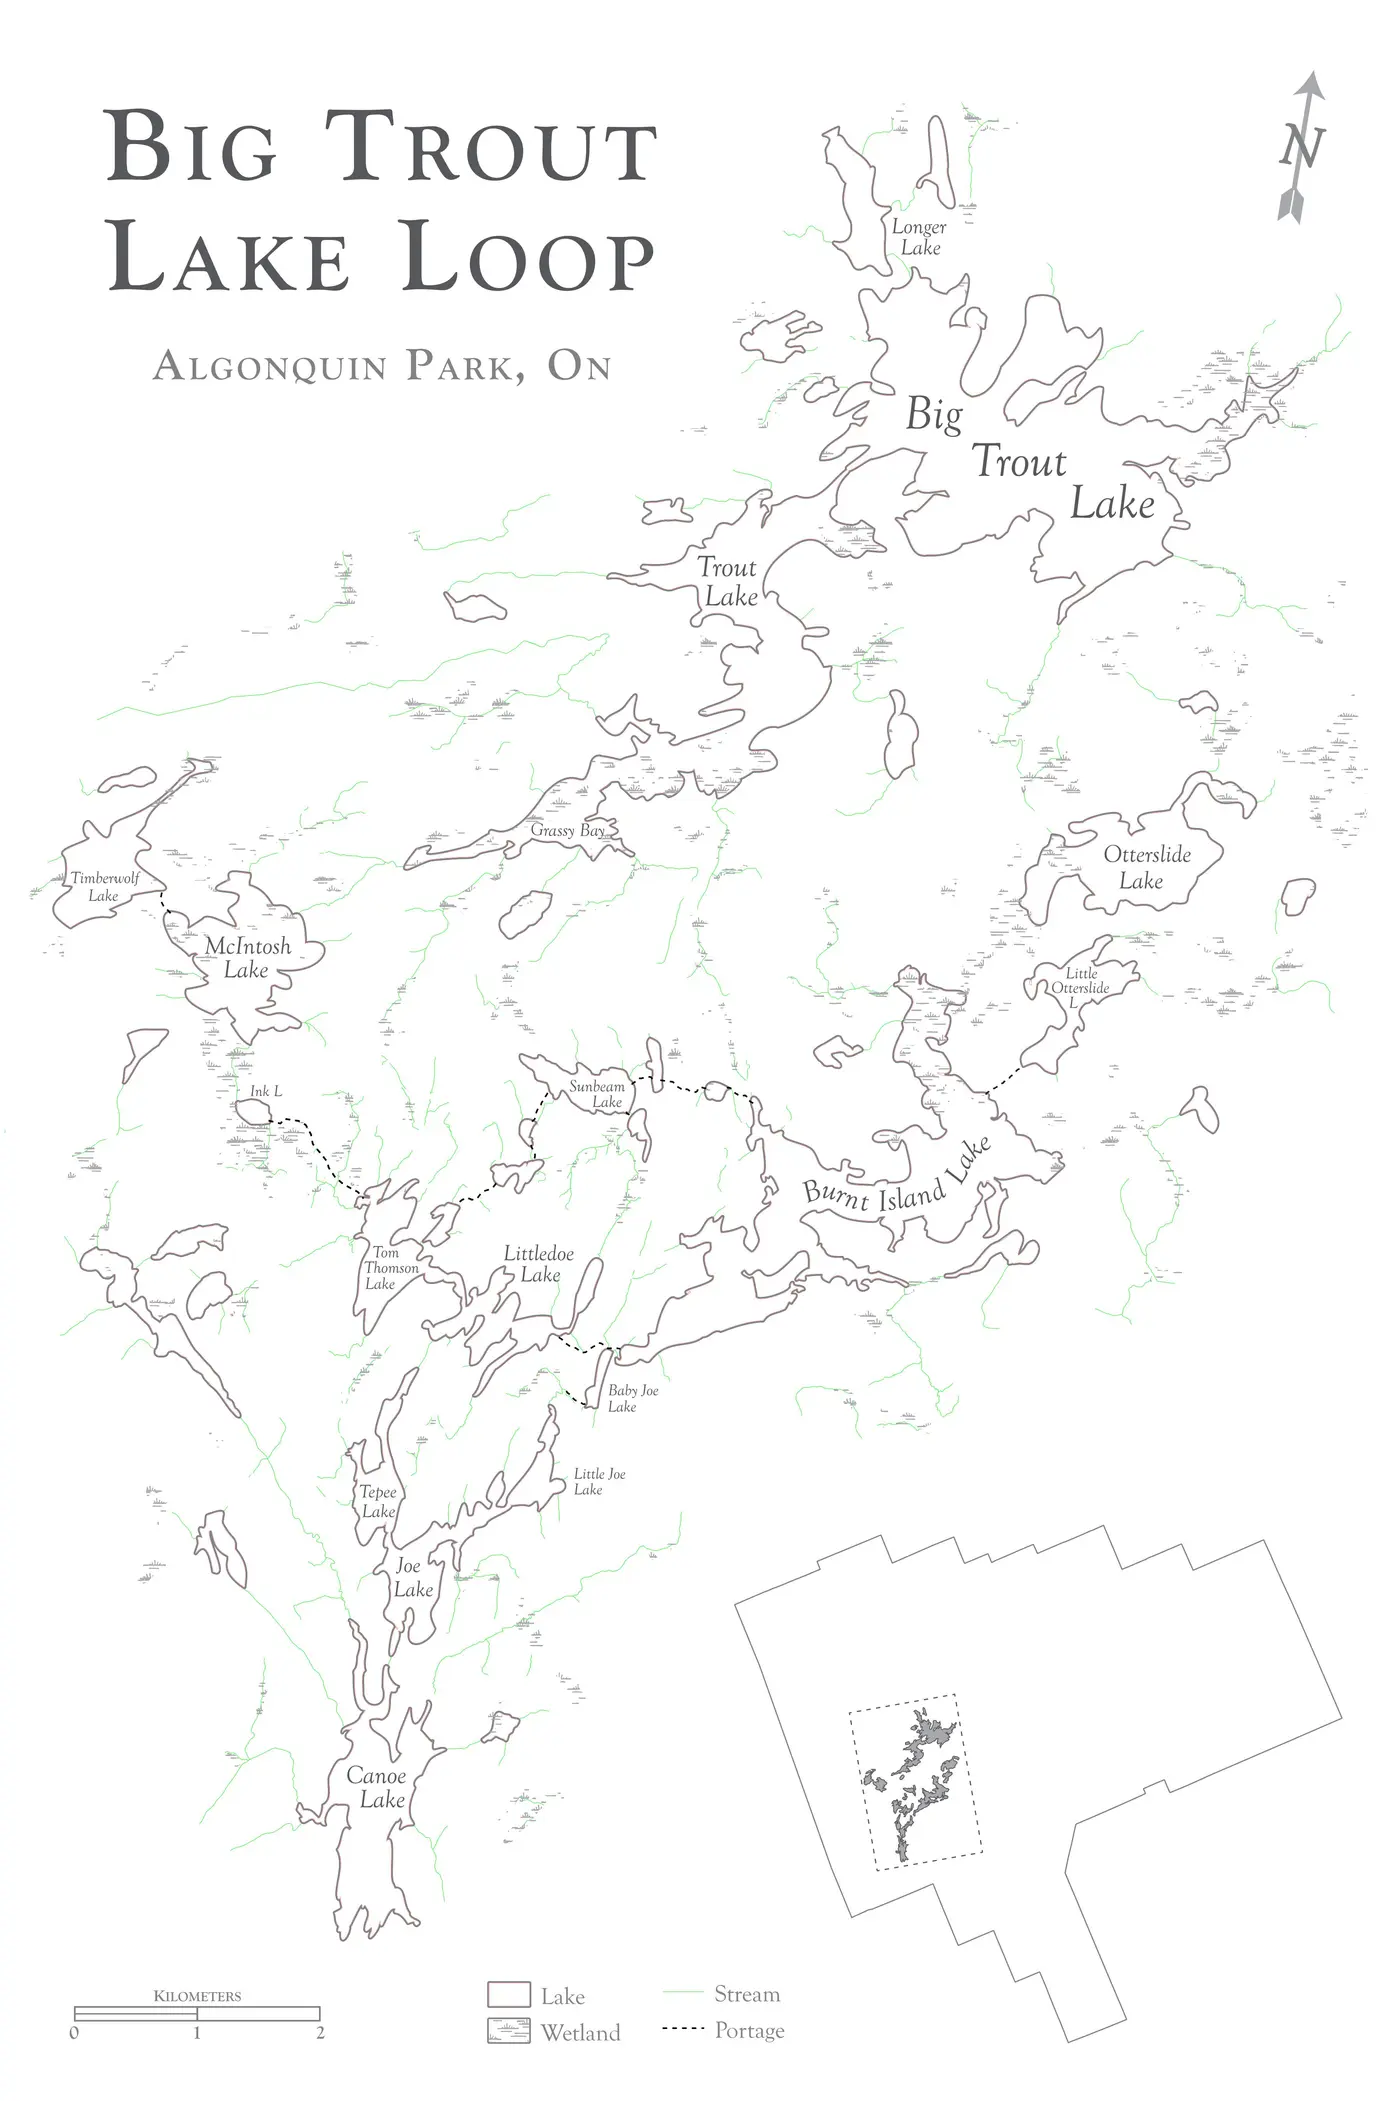 Big Trout
Lake Loop
Algonquin Park, On
N
Longer
Lake
Big
Trout
Lake
Trout
Lake
Grassy Bay
Timberwolf
Lake
McIntosh
Lake
Otterslide
Lake
Little
Otterslide
L
Ink L
Sunbeam
Lake
Burnt Island Lake
Tom
Thomson
Lake
Littledoe
Lake
Baby Joe
Lake
Little Joe
Lake
Tepee
Lake
Joe
Lake
Canoe
Lake
Kilometers
0 1 2
Lake
Wetland
Stream
Portage